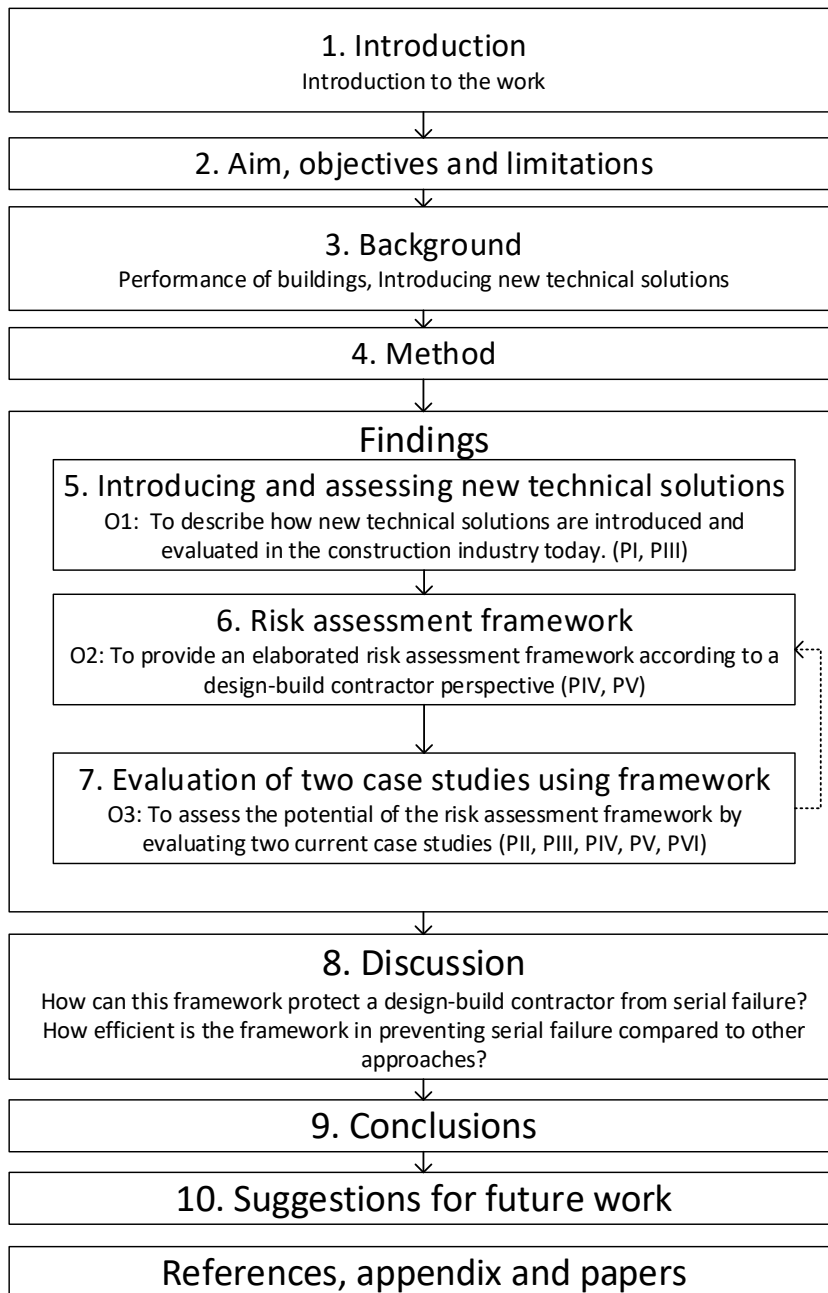 1. Introduction
Introduction to the work
2. Aim, objectives and limitations
3. Background
Performance of buildings, Introducing new technical solutions
4. Method
Findings
5. Introducing and assessing new technical solutions
O1:  To describe how new technical solutions are introduced and
evaluated in the construction industry today. (PI, PIII)
6. Risk assessment framework
O2: To provide an elaborated risk assessment framework according to a
design-build contractor perspective (PIV, PV)
7. Evaluation of two case studies using framework
O3: To assess the potential of the risk assessment framework by
evaluating two current case studies (PII, PIII, PIV, PV, PVI)
8. Discussion
How can this framework protect a design-build contractor from serial failure?
How efficient is the framework in preventing serial failure compared to other
approaches?
9. Conclusions
10. Suggestions for future work
References, appendix and papers